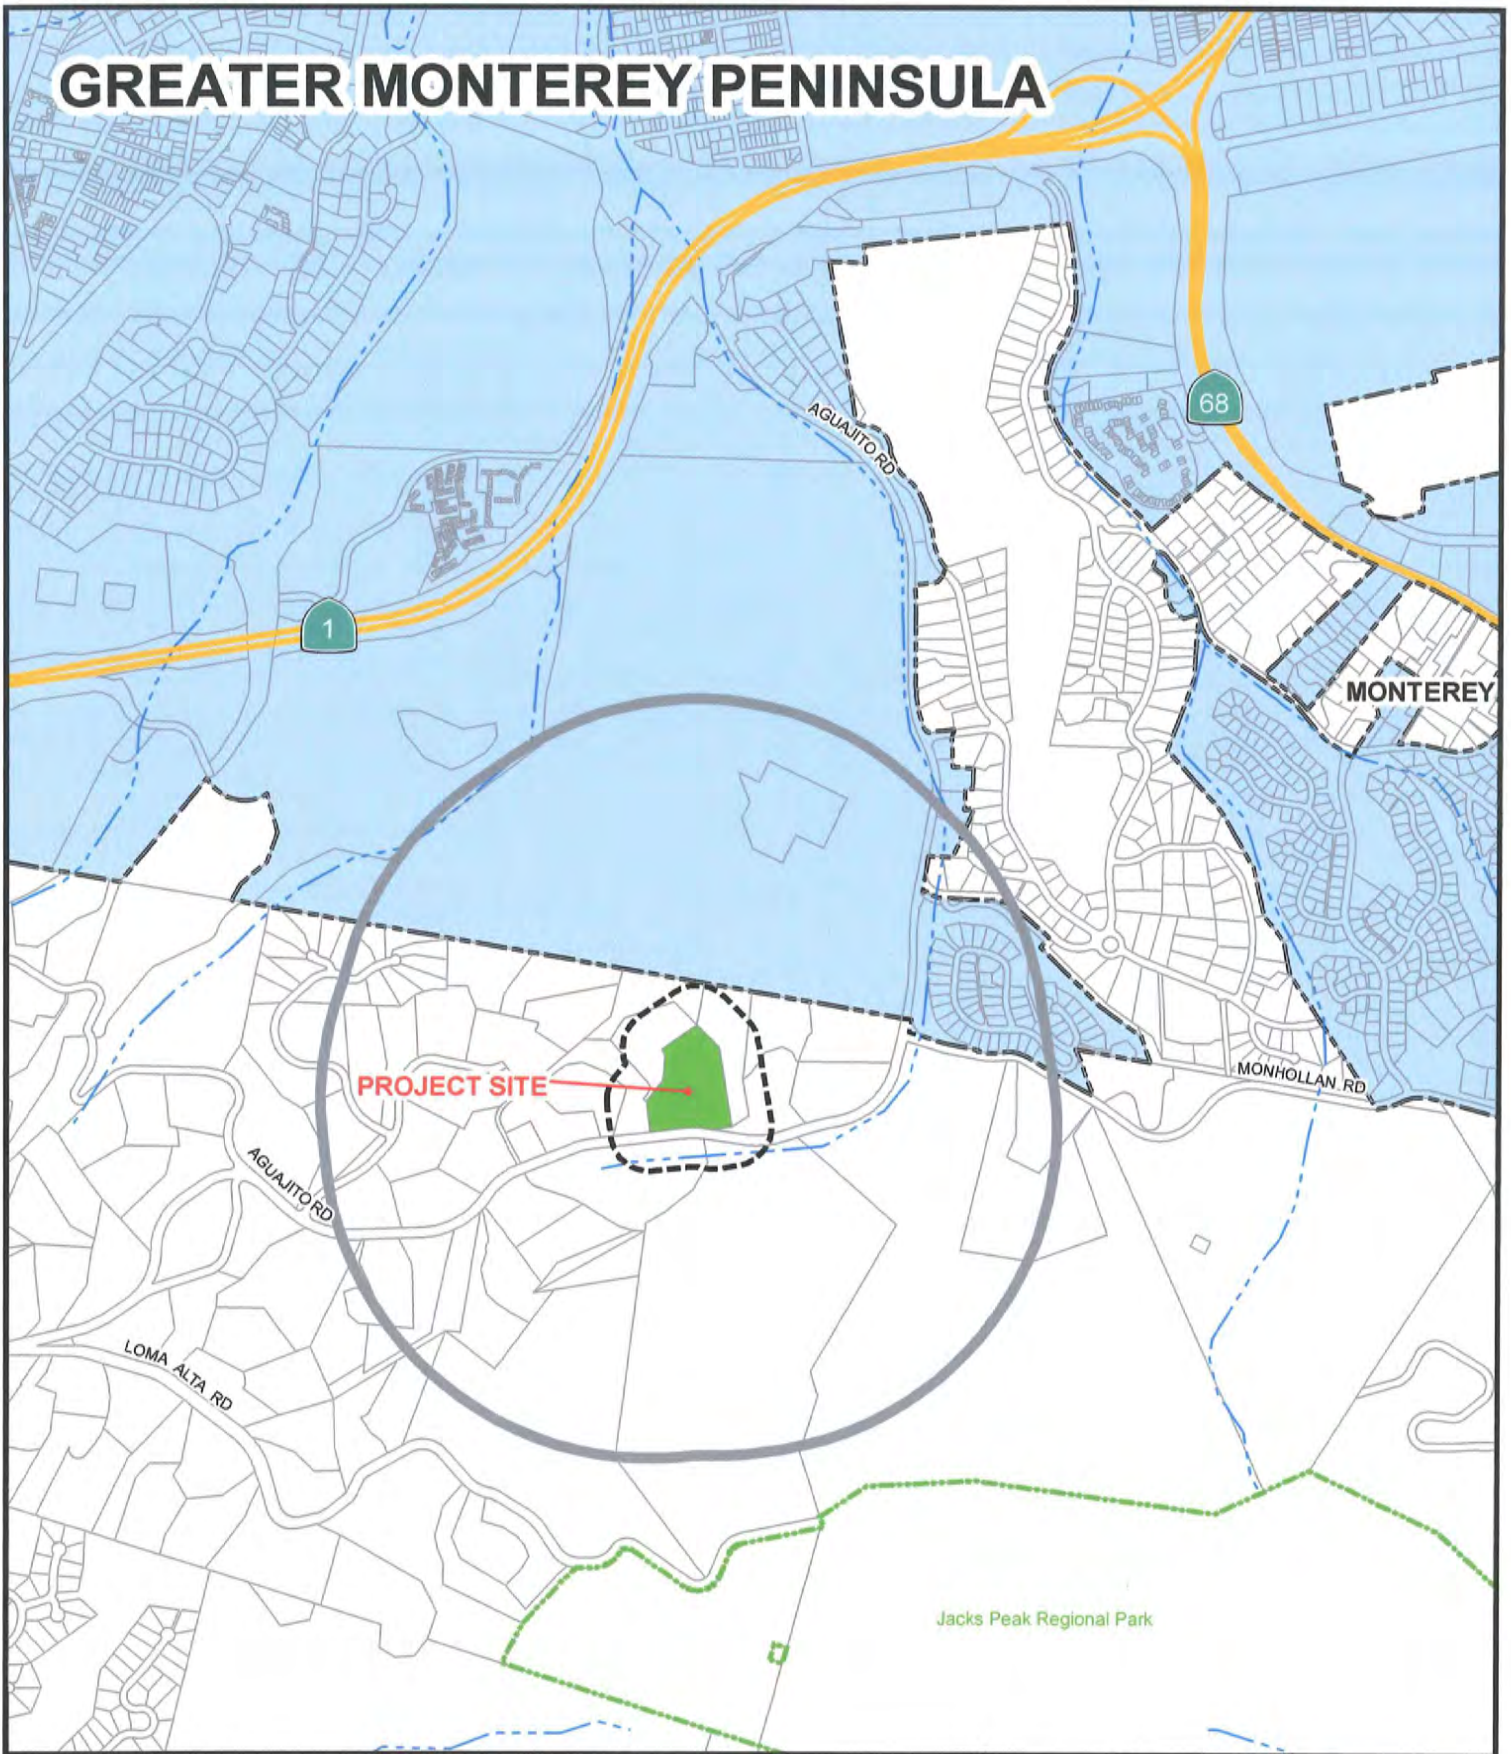 GREATER MONTEREY PENINSULA
68
AGUAJITO RD
1
MONTEREY
MONHOLLAN RD
PROJECT SITE
AGUAJITO RD
LOMA ALTA RD
Jacks Peak Regional Park